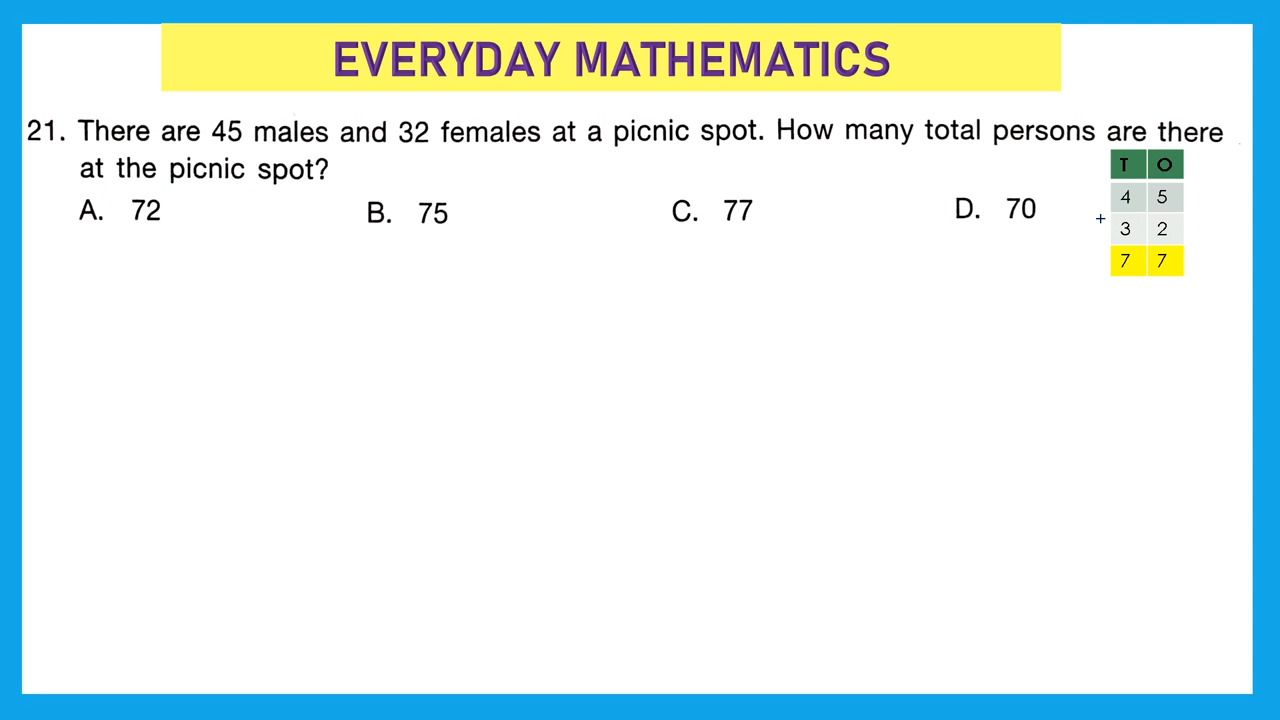 EVERYDAY MATHEMATICS
21. There are 45 males and 32 females at a picnic spot. How many total persons are there
at the picnic spot?
A. 72 B. 75 C. 77 D. 70
T O
4 5
+
3 2
7 7